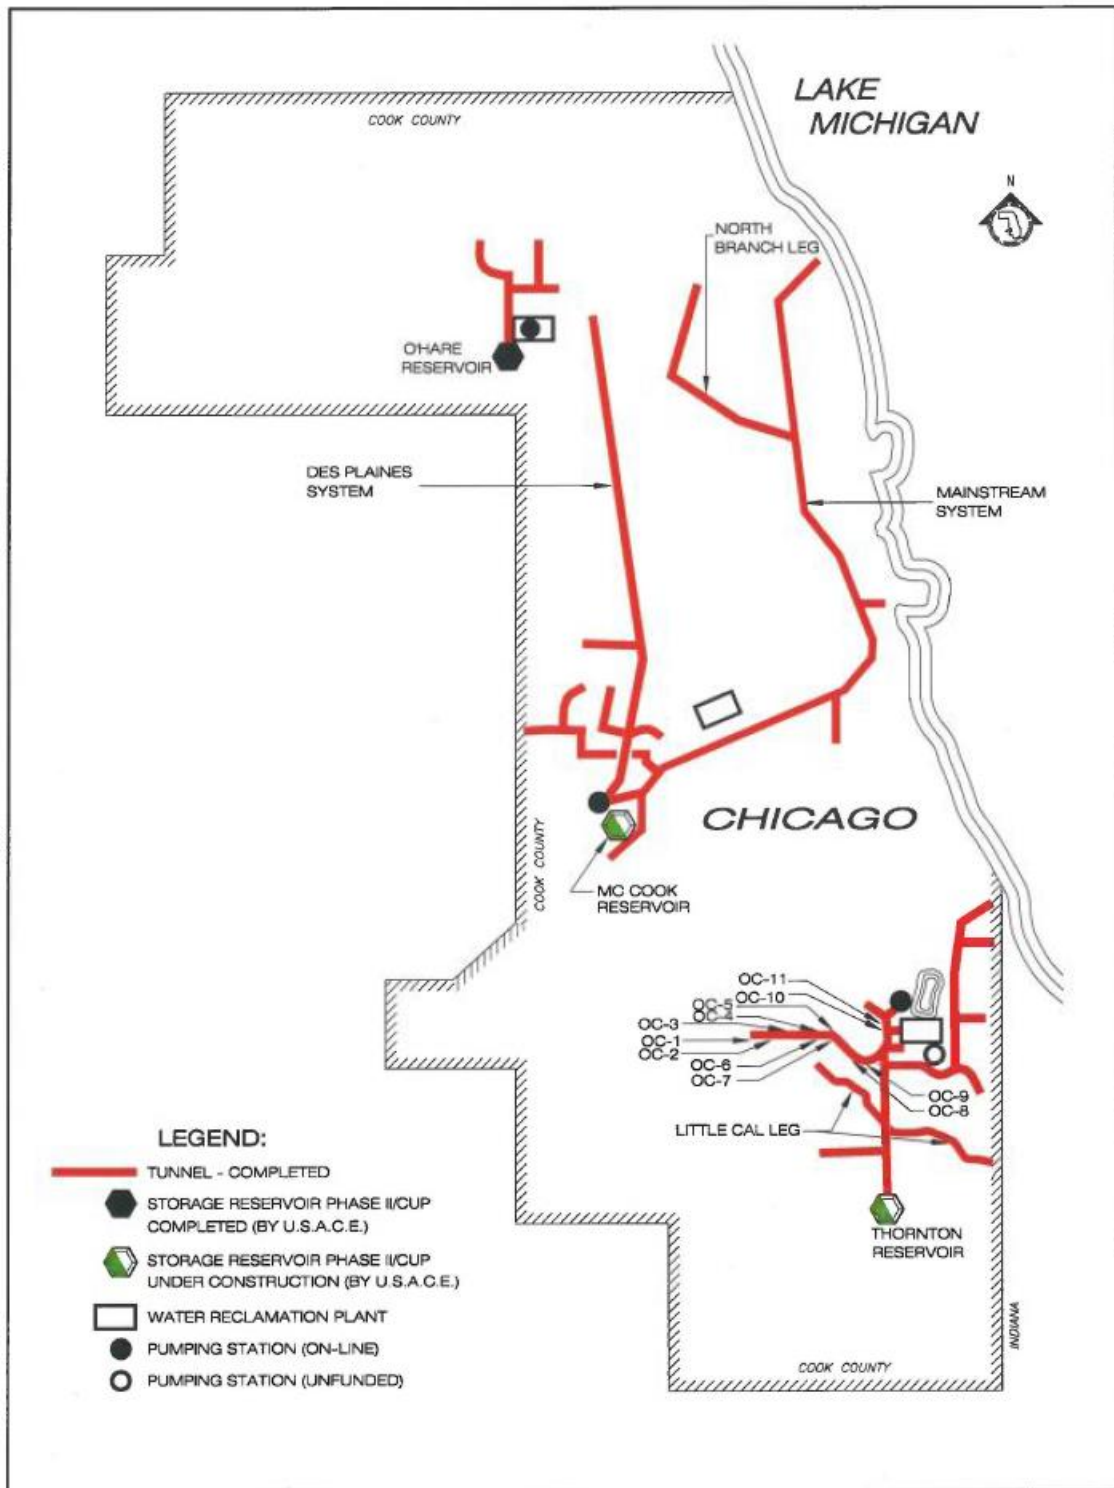 LAKE
MICHIGAN
COOK COUNTY
N
NORTH
BRANCH LEG
O'HARE
RESERVOIR
DES PLAINES
SYSTEM
MAINSTREAM
SYSTEM
CHICAGO
COOK COUNTY
MC COOK
RESERVOIR
OC-11
OC-10
OC-5
OC-4
OC-3
OC-1
OC-2
OC-6
OC-7
OC-9
OC-8
LITTLE CAL LEG
THORNTON
RESERVOIR
INDIANA
COOK COUNTY
LEGEND:
TUNNEL - COMPLETED
STORAGE RESERVOIR PHASE II/CUP
COMPLETED (BY U.S.A.C.E.)
STORAGE RESERVOIR PHASE II/CUP
UNDER CONSTRUCTION (BY U.S.A.C.E.)
WATER RECLAMATION PLANT
PUMPING STATION (ON-LINE)
PUMPING STATION (UNFUNDED)